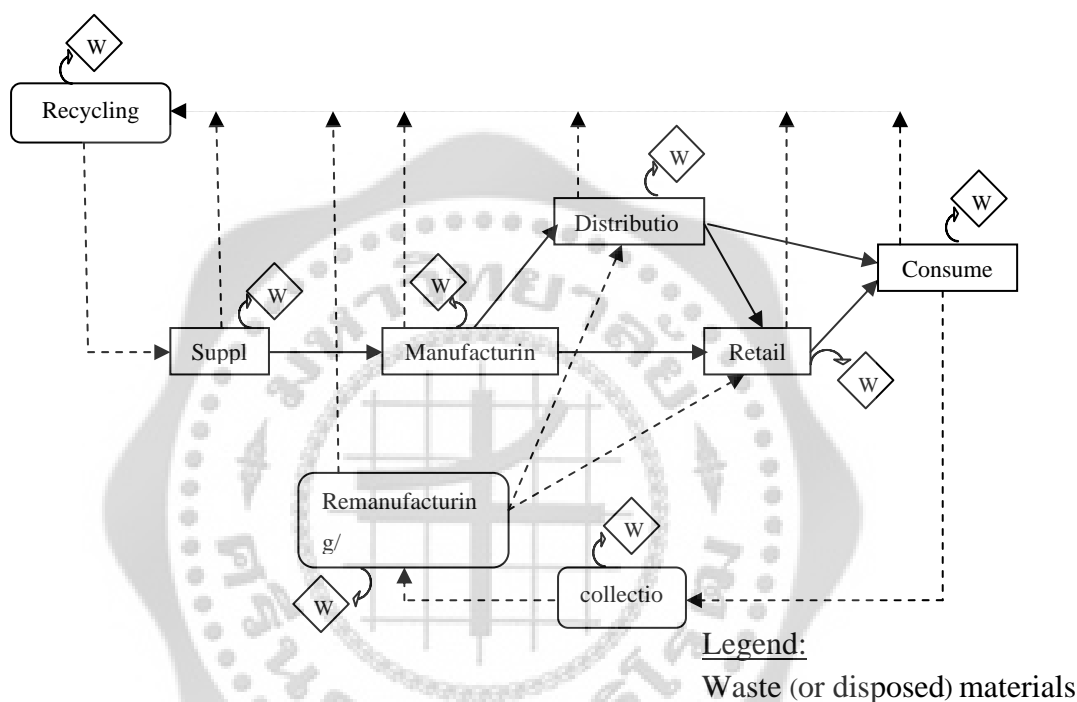 W
Recycling
W
Distributio
W
Consume
W
W
Suppl
Manufacturin
Retail
W
Remanufacturin
g/
W
W
collectio
Legend:
Waste (or disposed) materials